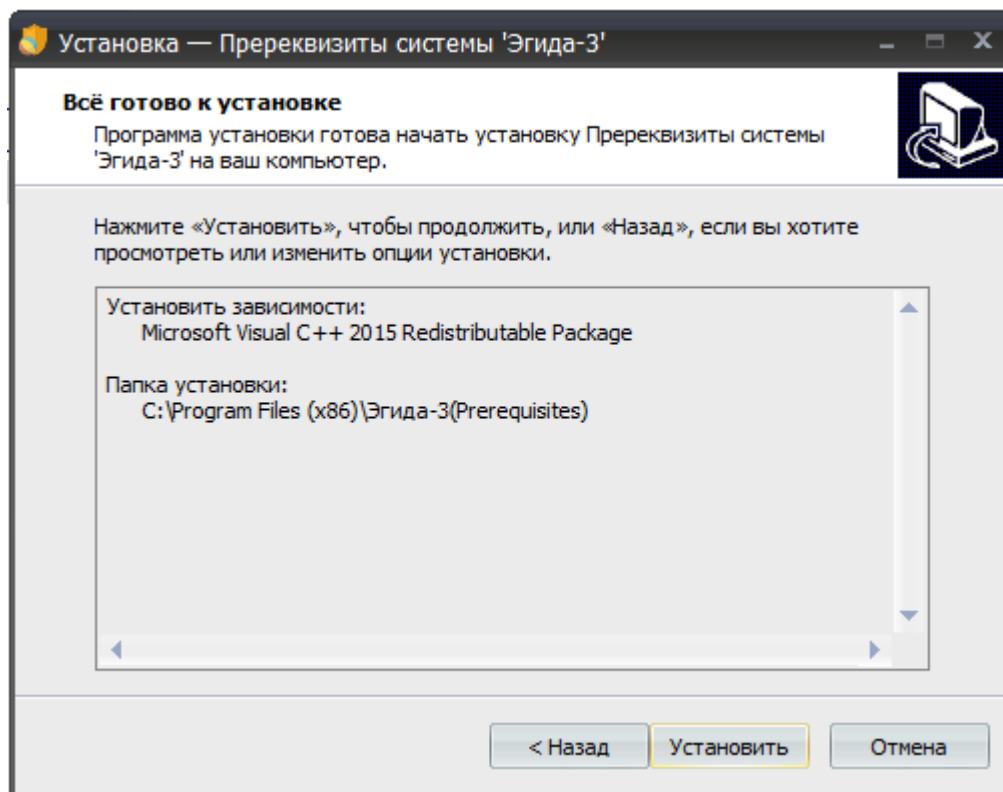 Установка — Пререквизиты системы 'Эгида-3'
Всё готово к установке
Программа установки готова начать установку Пререквизиты системы
'Эгида-3' на ваш компьютер.
Нажмите «Установить», чтобы продолжить, или «Назад», если вы хотите
просмотреть или изменить опции установки.
Установить зависимости:
Microsoft Visual C++ 2015 Redistributable Package
Папка установки:
C:\Program Files (x86)\Эгида-3(Prerequisites)
< Назад
Установить
Отмена